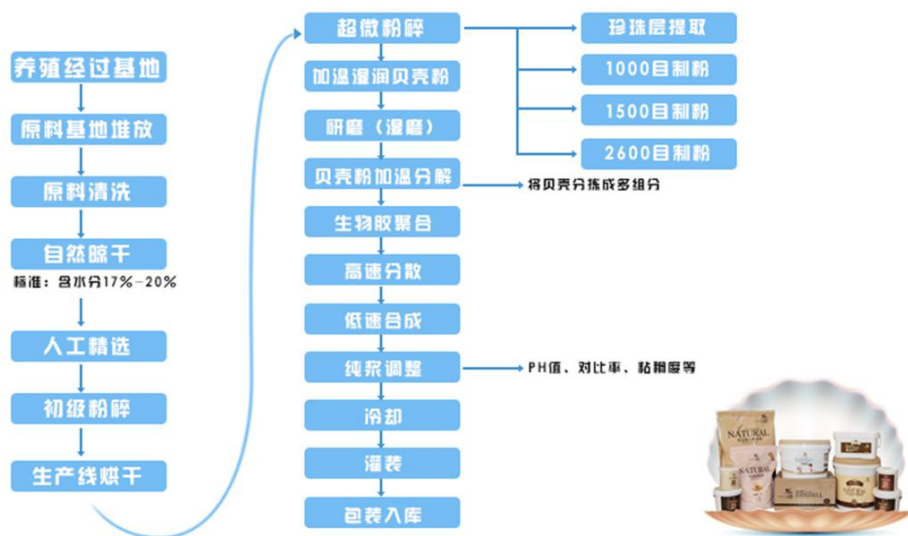 养殖经过基地
原料基地堆放
原料清洗
自然晾干
标准：含水分17%-20%
人工精选
初级粉碎
生产线烘干
超微粉碎
加温湿润贝壳粉
研磨（湿磨）
贝壳粉加温分解
生物胶聚合
高速分散
低速合成
纯浆调整
冷却
灌装
包装入库
珍珠层提取
1000目制粉
1500目制粉
2600目制粉
将贝壳分拣成多组分
PH值、对比率、粘稠度等
NATURAL
NATURAL